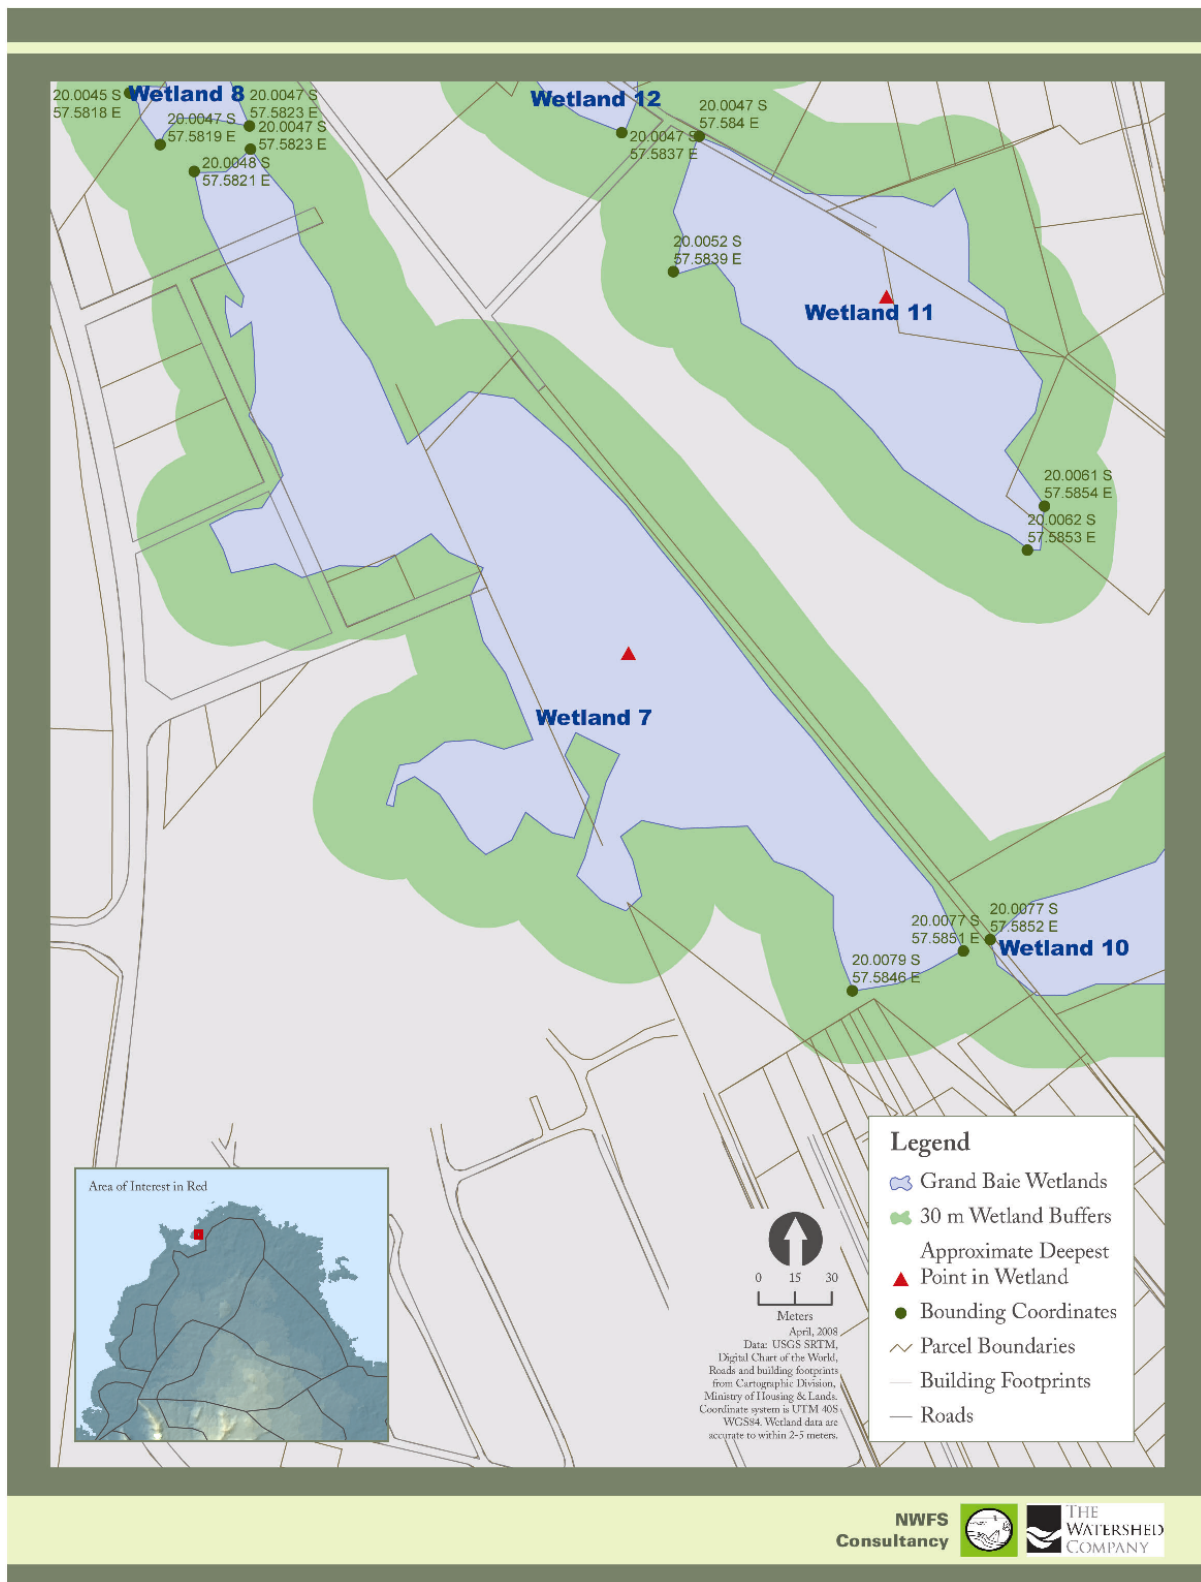 20.0045 S
57.5818 E
Wetland 8
20.0047 S
57.5823 E
20.0047 S
57.5819 E
20.0047 S
57.5823 E
20.0048 S
57.5821 E
Wetland 12
20.0047 S
57.584 E
20.0047 S
57.5837 E
20.0052 S
57.5839 E
Wetland 11
20.0061 S
57.5854 E
20.0062 S
57.5853 E
Wetland 7
20.0077 S
57.5851 E
20.0077 S
57.5852 E
Wetland 10
20.0079 S
57.5846 E
Area of Interest in Red
0 15 30
Meters
April, 2008
Data: USGS SRTM,
Digital Chart of the World,
Roads and building footprints
from Cartographic Division,
Ministry of Housing & Lands.
Coordinate system is UTM 40S
WGS84. Wetland data are
accurate to within 2-5 meters.
Legend
Grand Baie Wetlands
30 m Wetland Buffers
Approximate Deepest
Point in Wetland
Bounding Coordinates
Parcel Boundaries
Building Footprints
Roads
NWFS
Consultancy
THE
WATERSHED
COMPANY